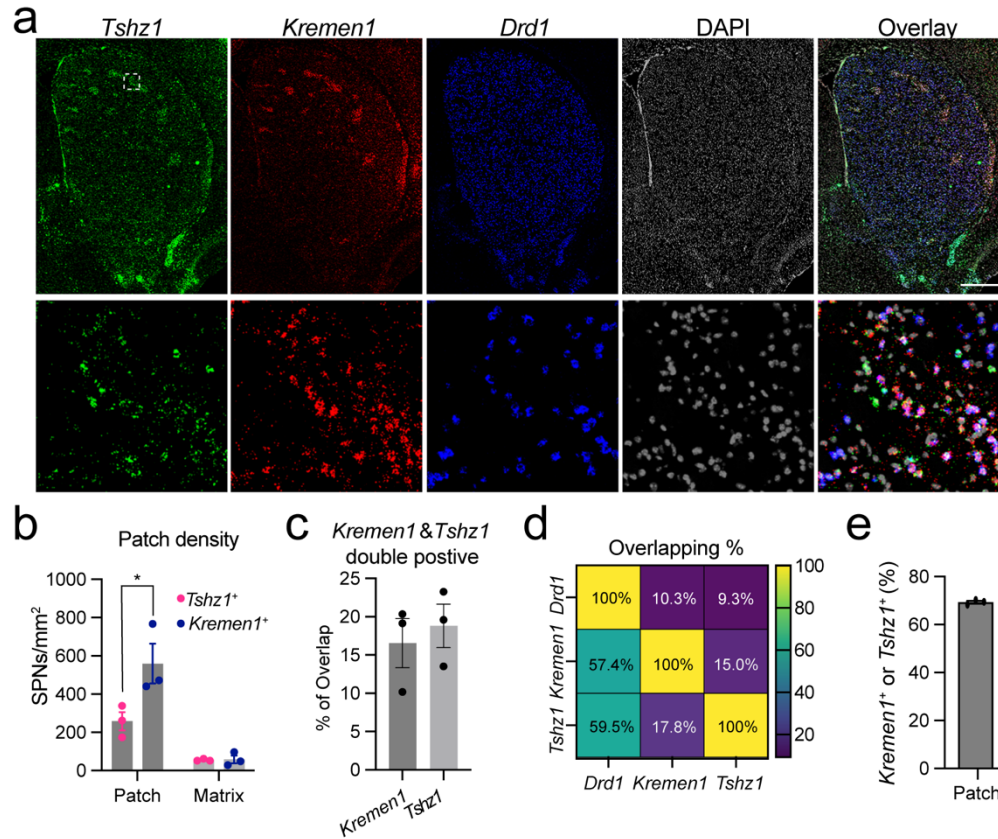 a
Tshz1 Kremen1 Drd1 DAPI Overlay
b
Patch density
SPNs/mm²
1000
800
600
400
200
0
*
Tshz1⁺
Kremen1⁺
Patch Matrix
c
Kremen1 & Tshz1
double postive
% of Overlap
25
20
15
10
5
0
Kremen1 Tshz1
d
Overlapping %
Drd1 100% 10.3% 9.3%
Kremen1 57.4% 100% 15.0%
Tshz1 59.5% 17.8% 100%
Drd1 Kremen1 Tshz1
100
80
60
40
20
e
Kremen1⁺ or Tshz1⁺ (%)
80
60
40
20
0
Patch